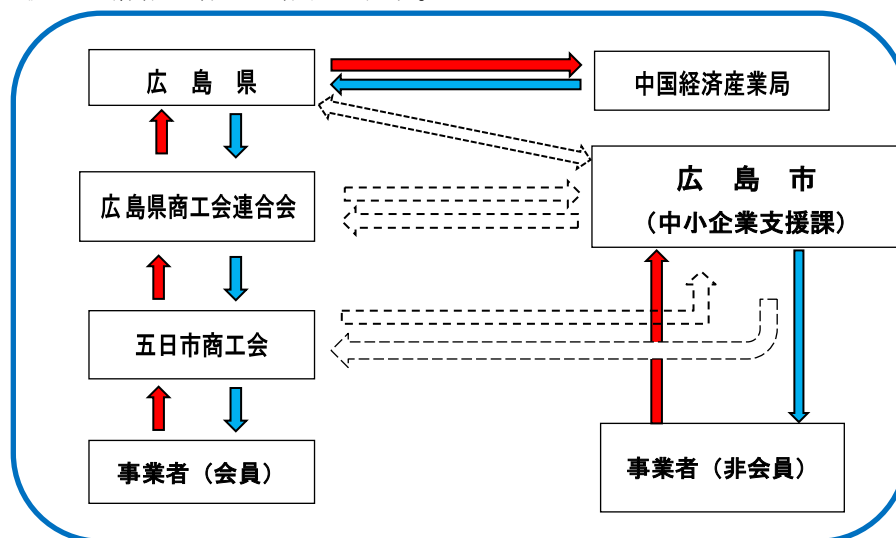 広島県
中国経済産業局
広島市
（中小企業支援課）
広島県商工会連合会
五日市商工会
事業者（会員）
事業者（非会員）